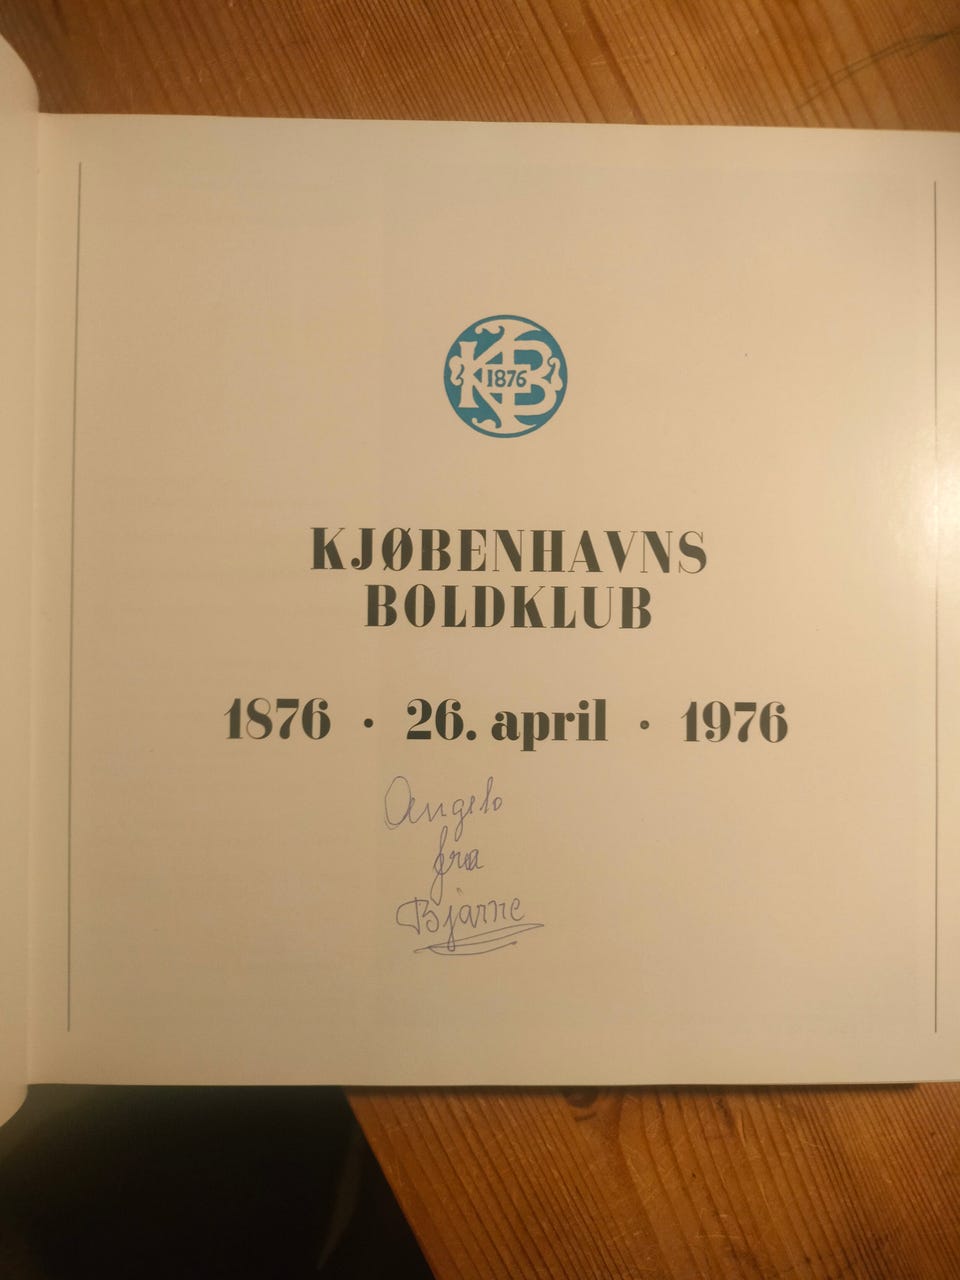 KB
1876
KJØBENHAVNS
BOLDKLUB
1876 · 26. april · 1976
Angelo
fra
Bjarne